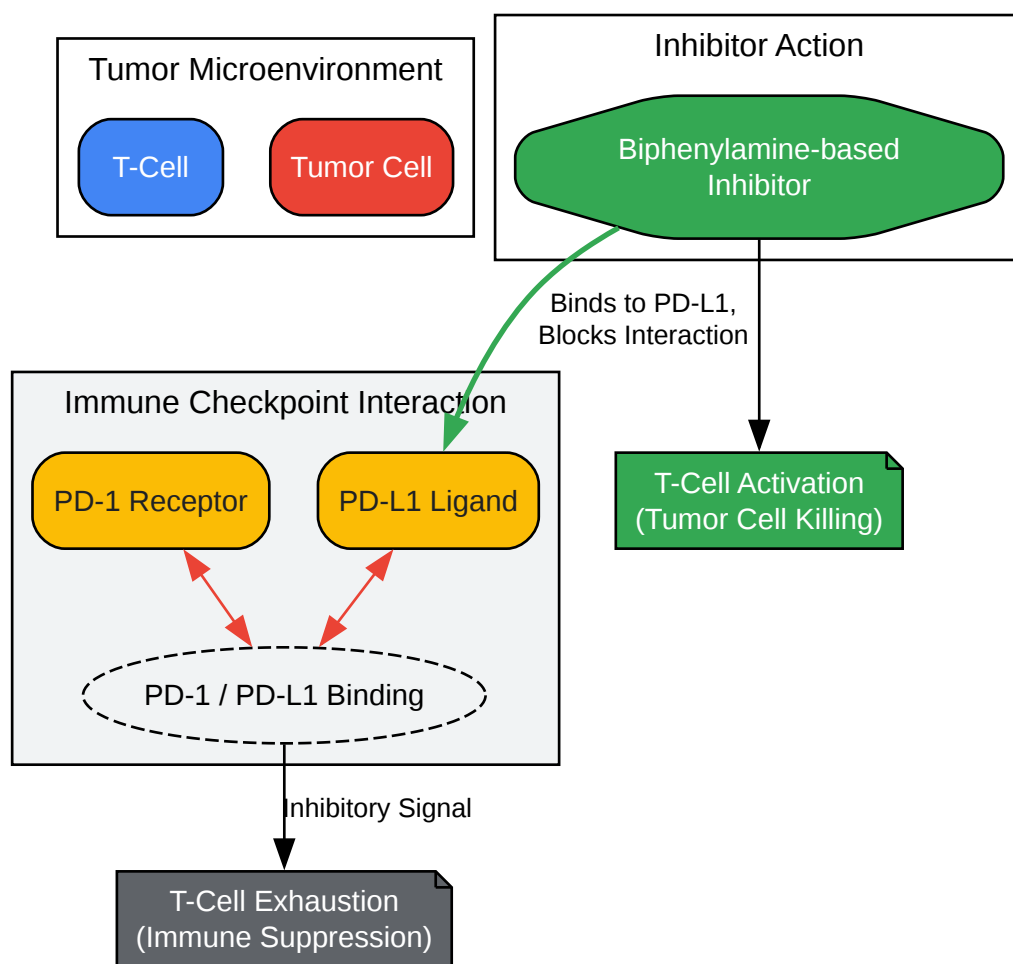 Tumor Microenvironment
T-Cell
Tumor Cell
Inhibitor Action
Biphenylamine-based
Inhibitor
Binds to PD-L1,
Blocks Interaction
Immune Checkpoint Interaction
PD-1 Receptor
PD-L1 Ligand
T-Cell Activation
(Tumor Cell Killing)
PD-1 / PD-L1 Binding
Inhibitory Signal
T-Cell Exhaustion
(Immune Suppression)